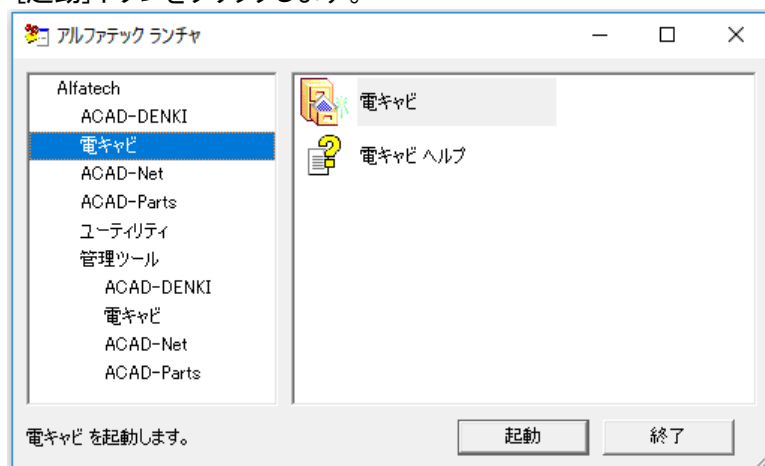 [起動]ボタンをクリックします。
アルファテック ランチャ
Alfatech
ACAD-DENKI
電キャビ
ACAD-Net
ACAD-Parts
ユーティリティ
管理ツール
ACAD-DENKI
電キャビ
ACAD-Net
ACAD-Parts
電キャビ
電キャビ ヘルプ
電キャビ を起動します。
起動
終了